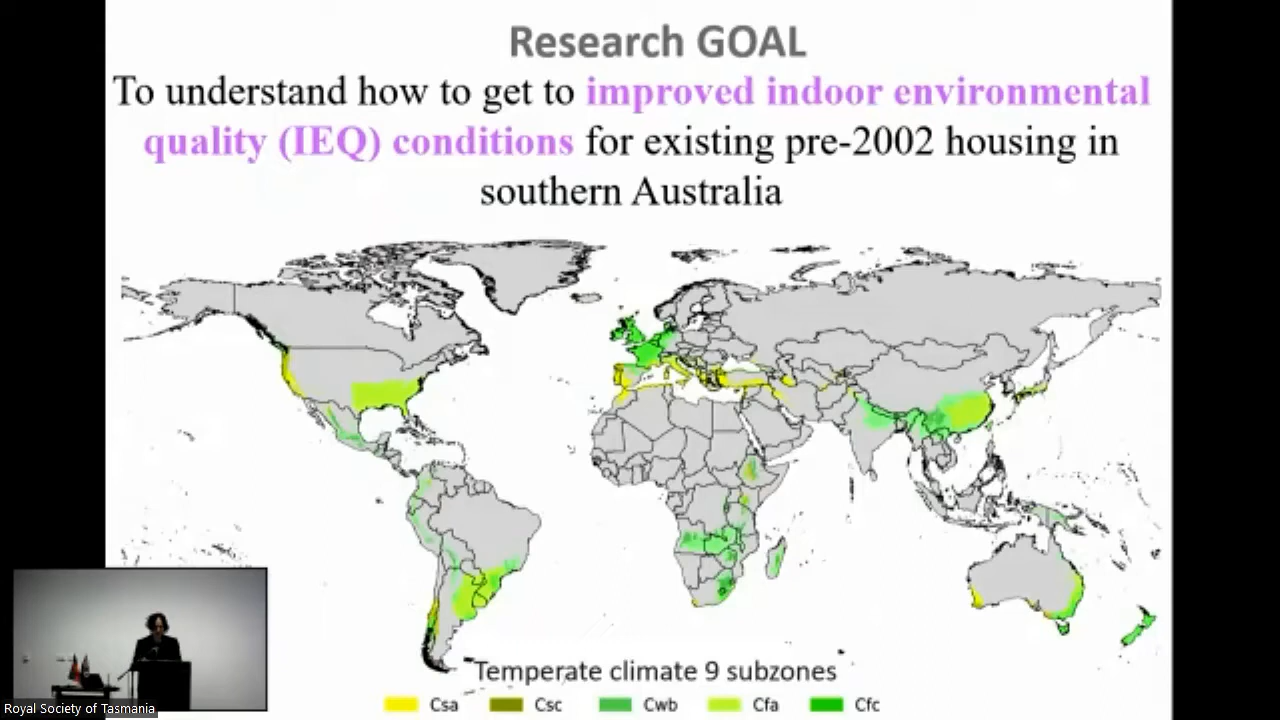 Research GOAL
To understand how to get to improved indoor environmental
quality (IEQ) conditions for existing pre-2002 housing in
southern Australia
Temperate climate 9 subzones
Csa Csc Cwb Cfa Cfc
Royal Society of Tasmania